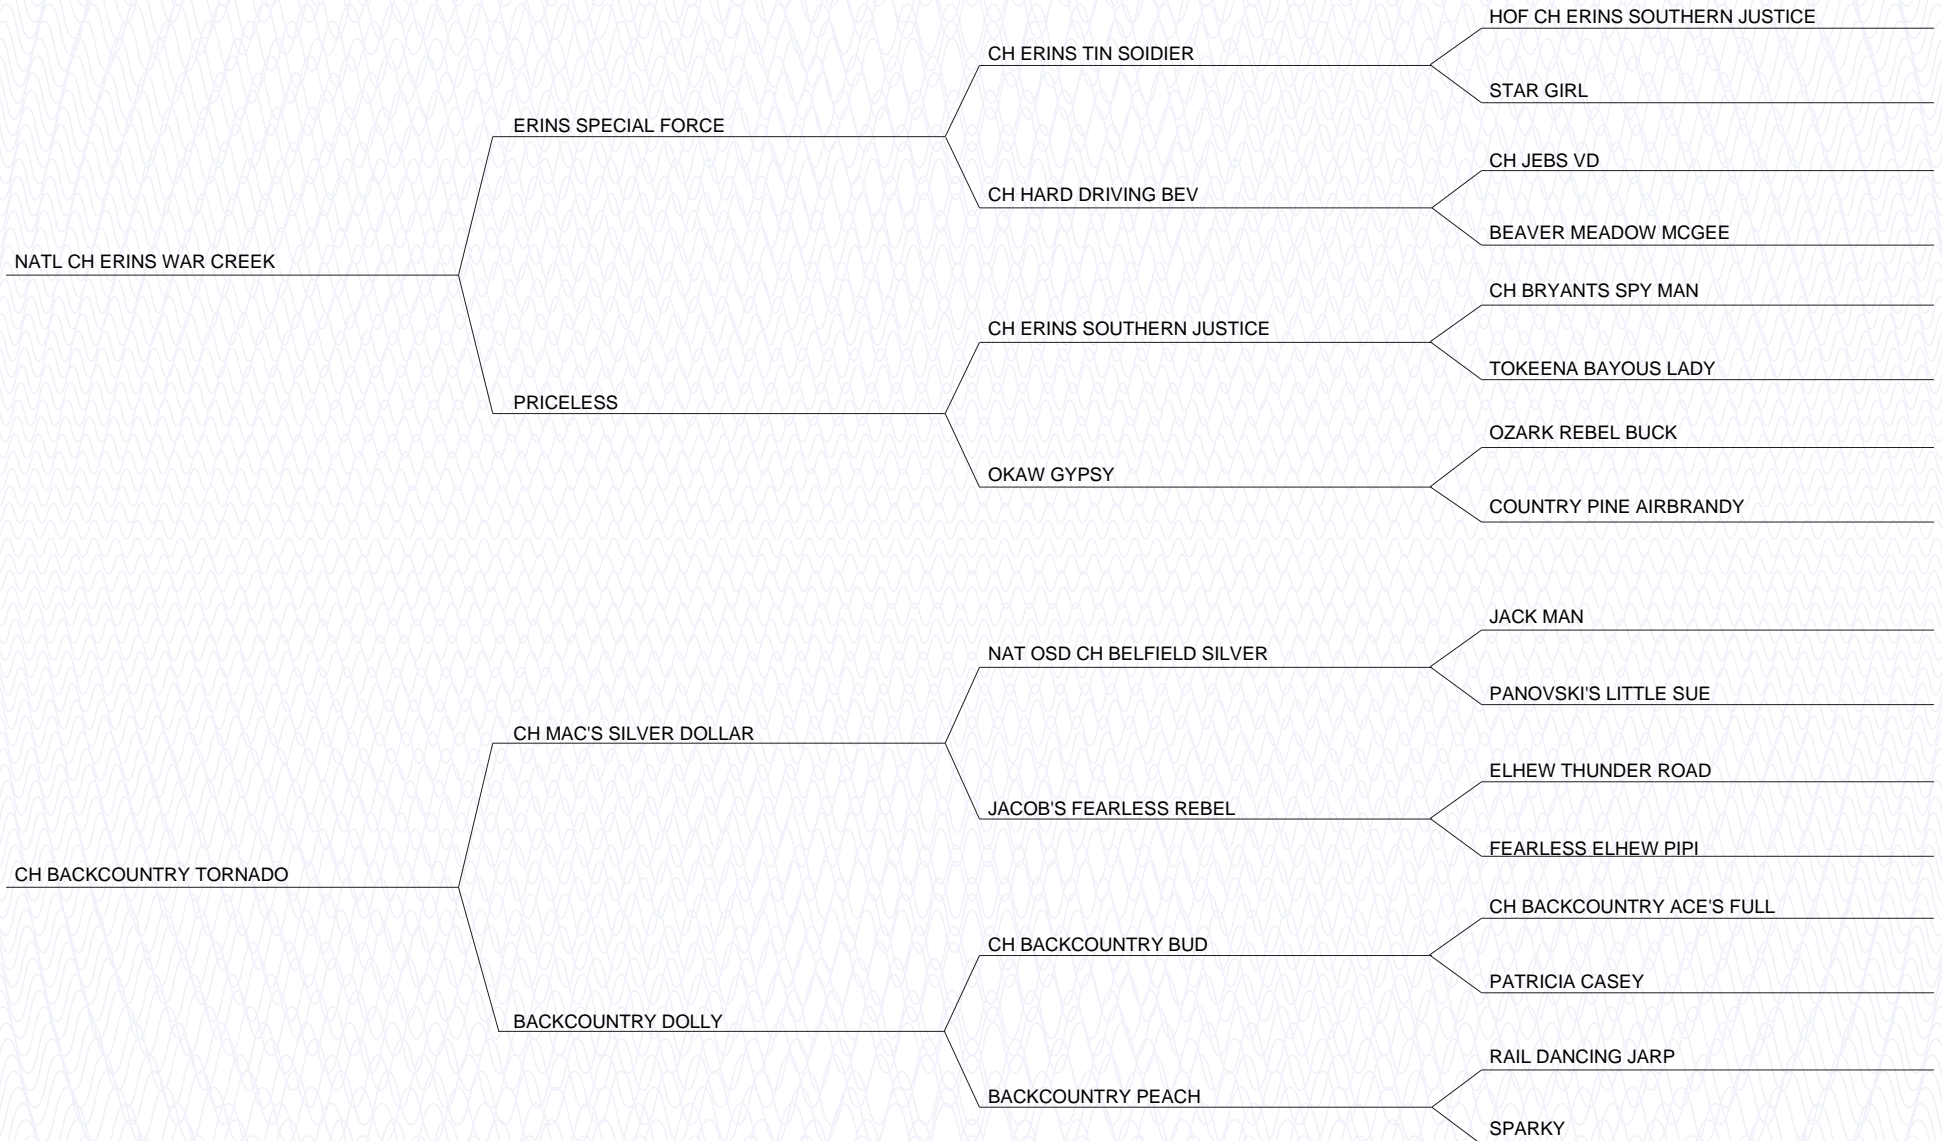 HOF CH ERINS SOUTHERN JUSTICE
CH ERINS TIN SOIDIER
STAR GIRL
ERINS SPECIAL FORCE
CH JEBS VD
CH HARD DRIVING BEV
BEAVER MEADOW MCGEE
NATL CH ERINS WAR CREEK
CH BRYANTS SPY MAN
CH ERINS SOUTHERN JUSTICE
TOKEENA BAYOUS LADY
PRICELESS
OZARK REBEL BUCK
OKAW GYPSY
COUNTRY PINE AIRBRANDY
JACK MAN
NAT OSD CH BELFIELD SILVER
PANOVSKI'S LITTLE SUE
CH MAC'S SILVER DOLLAR
ELHEW THUNDER ROAD
JACOB'S FEARLESS REBEL
FEARLESS ELHEW PIPI
CH BACKCOUNTRY TORNADO
CH BACKCOUNTRY ACE'S FULL
CH BACKCOUNTRY BUD
PATRICIA CASEY
BACKCOUNTRY DOLLY
RAIL DANCING JARP
BACKCOUNTRY PEACH
SPARKY